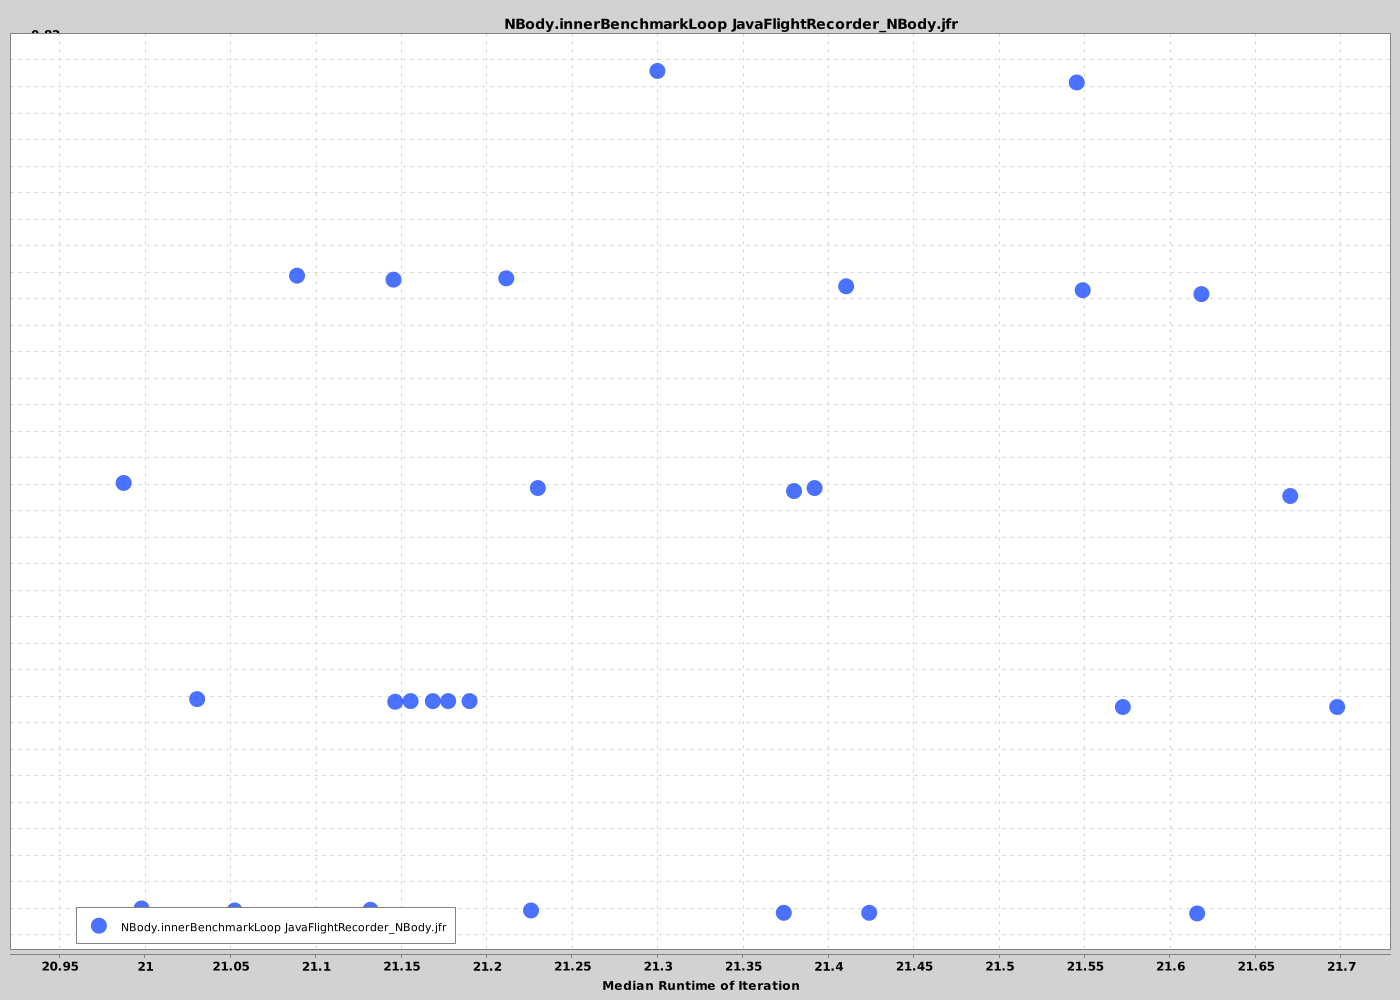 NBody.innerBenchmarkLoop JavaFlightRecorder_NBody.jfr
NBody.innerBenchmarkLoop JavaFlightRecorder_NBody.jfr
20.95 21 21.05 21.1 21.15 21.2 21.25 21.3 21.35 21.4 21.45 21.5 21.55 21.6 21.65 21.7
Median Runtime of Iteration